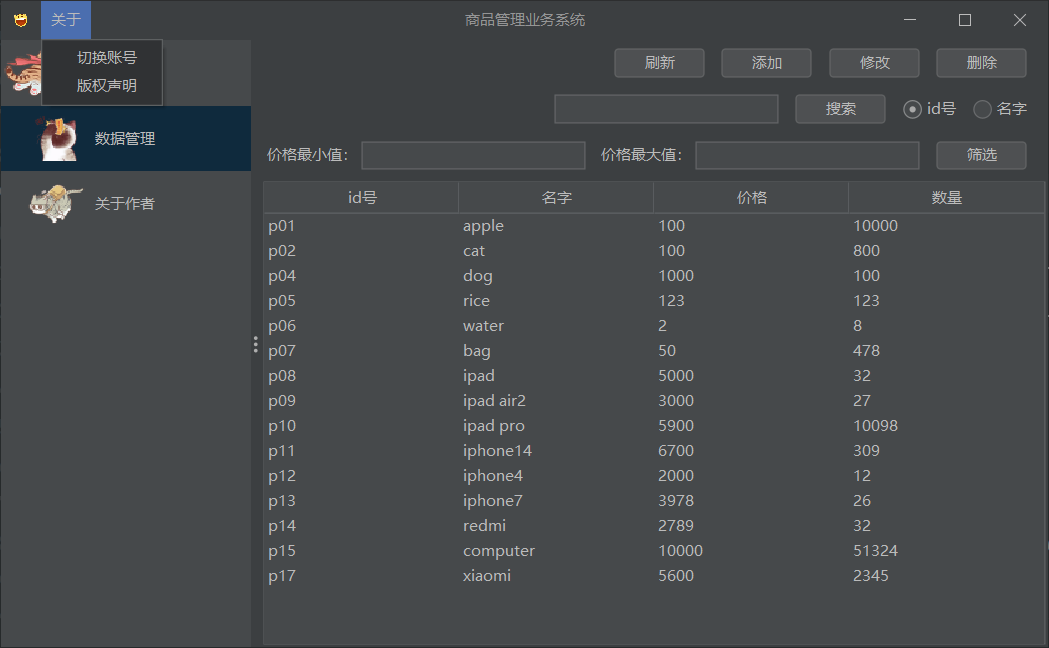 关于 商品管理业务系统
切换账号
版权声明
数据管理
关于作者
刷新 添加 修改 删除
搜索 id号 名字
价格最小值: 价格最大值: 筛选
id号 名字 价格 数量
p01 apple 100 10000
p02 cat 100 800
p04 dog 1000 100
p05 rice 123 123
p06 water 2 8
p07 bag 50 478
p08 ipad 5000 32
p09 ipad air2 3000 27
p10 ipad pro 5900 10098
p11 iphone14 6700 309
p12 iphone4 2000 12
p13 iphone7 3978 26
p14 redmi 2789 32
p15 computer 10000 51324
p17 xiaomi 5600 2345